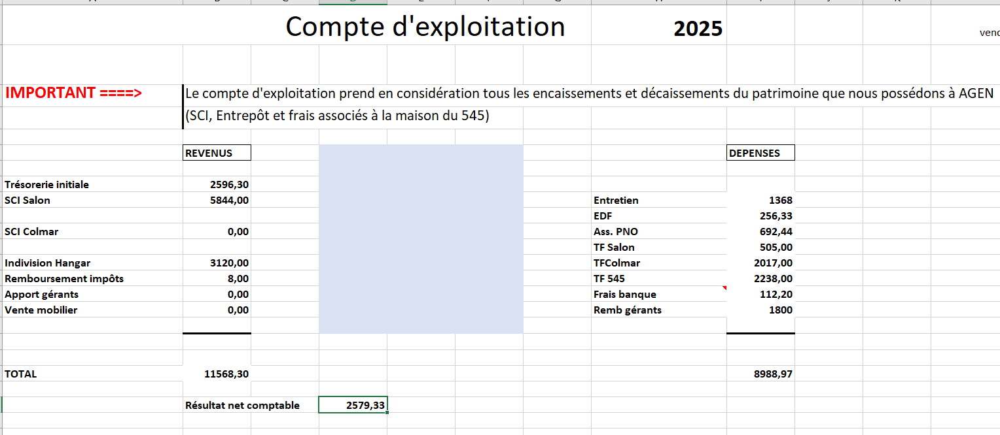 Compte d'exploitation 2025
IMPORTANT ====> Le compte d'exploitation prend en considération tous les encaissements et décaissements du patrimoine que nous possédons à AGEN
(SCI, Entrepôt et frais associés à la maison du 545)
REVENUS DEPENSES
Trésorerie initiale 2596,30
SCI Salon 5844,00 Entretien 1368
EDF 256,33
SCI Colmar 0,00 Ass. PNO 692,44
TF Salon 505,00
Indivision Hangar 3120,00 TFColmar 2017,00
Remboursement impôts 8,00 TF 545 2238,00
Apport gérants 0,00 Frais banque 112,20
Vente mobilier 0,00 Remb gérants 1800
TOTAL 11568,30 8988,97
Résultat net comptable 2579,33